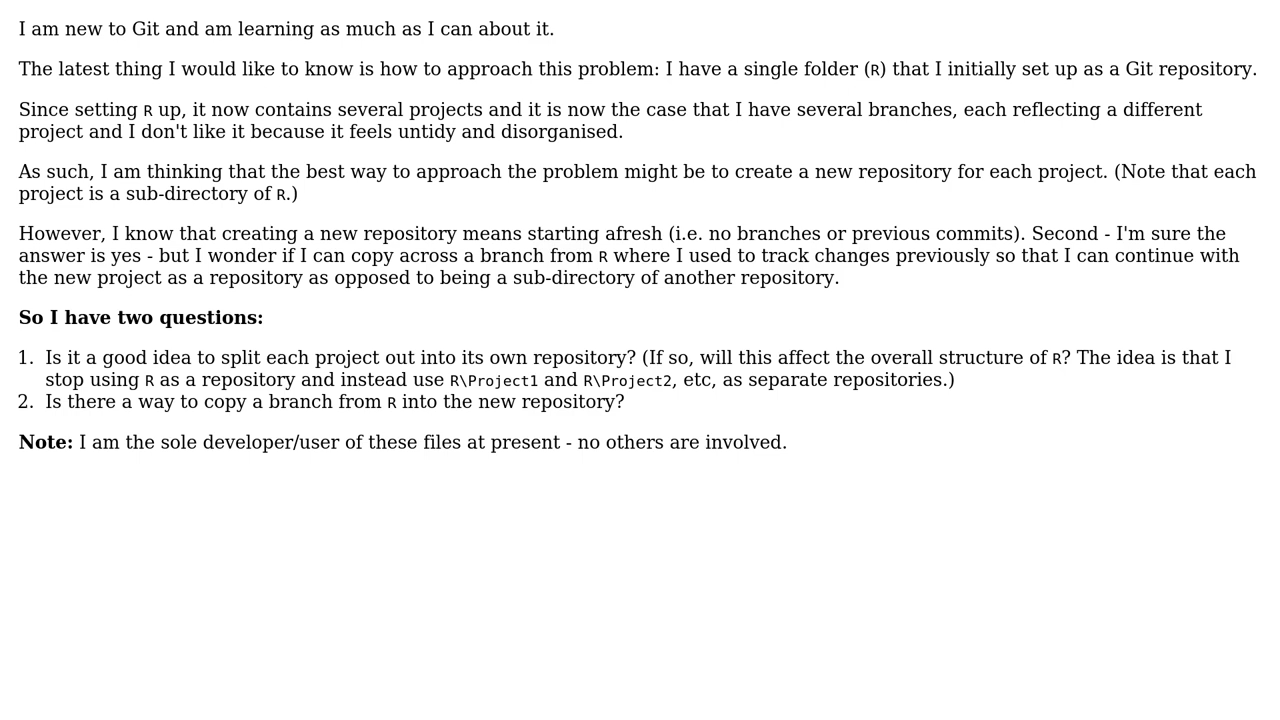 I am new to Git and am learning as much as I can about it.
The latest thing I would like to know is how to approach this problem: I have a single folder (R) that I initially set up as a Git repository.
Since setting R up, it now contains several projects and it is now the case that I have several branches, each reflecting a different
project and I don't like it because it feels untidy and disorganised.
As such, I am thinking that the best way to approach the problem might be to create a new repository for each project. (Note that each
project is a sub-directory of R.)
However, I know that creating a new repository means starting afresh (i.e. no branches or previous commits). Second - I'm sure the
answer is yes - but I wonder if I can copy across a branch from R where I used to track changes previously so that I can continue with
the new project as a repository as opposed to being a sub-directory of another repository.
So I have two questions:
1. Is it a good idea to split each project out into its own repository? (If so, will this affect the overall structure of R? The idea is that I
stop using R as a repository and instead use R\Project1 and R\Project2, etc, as separate repositories.)
2. Is there a way to copy a branch from R into the new repository?
Note: I am the sole developer/user of these files at present - no others are involved.